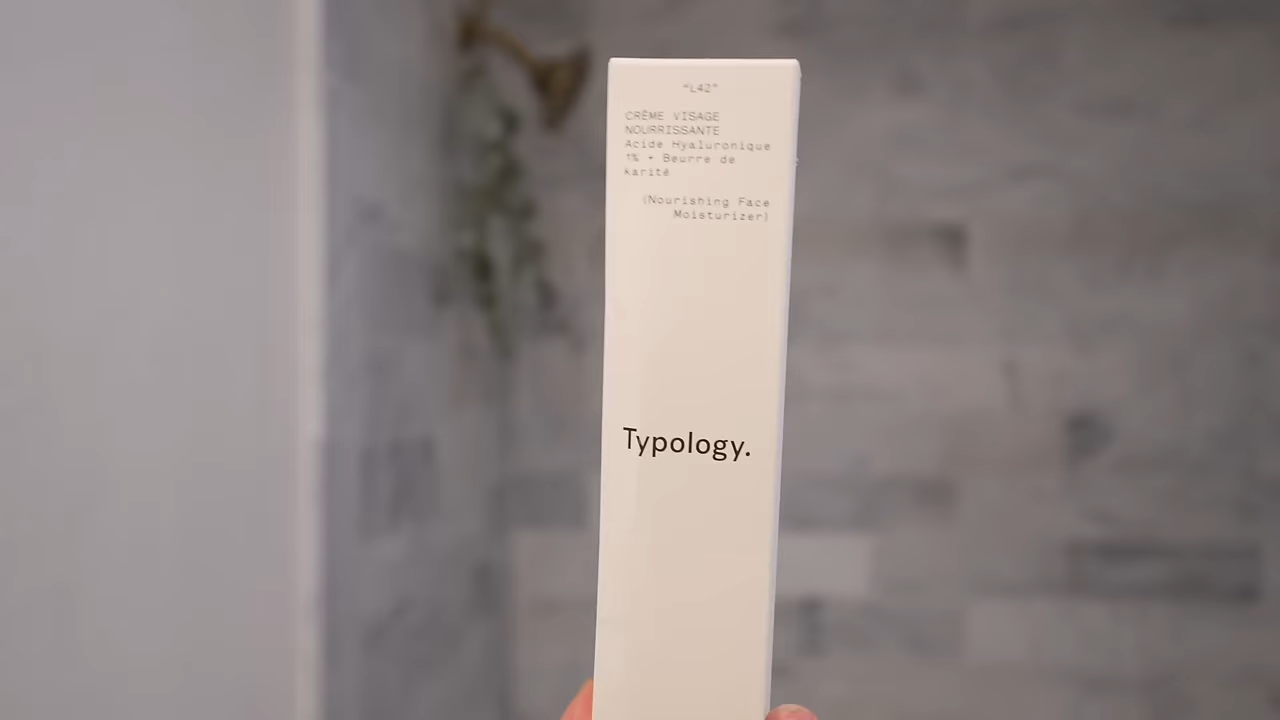 "L42"
CRÈME VISAGE
NOURRISSANTE
Acide Hyaluronique
1% + Beurre de
karité
(Nourishing Face
Moisturizer)
Typology.